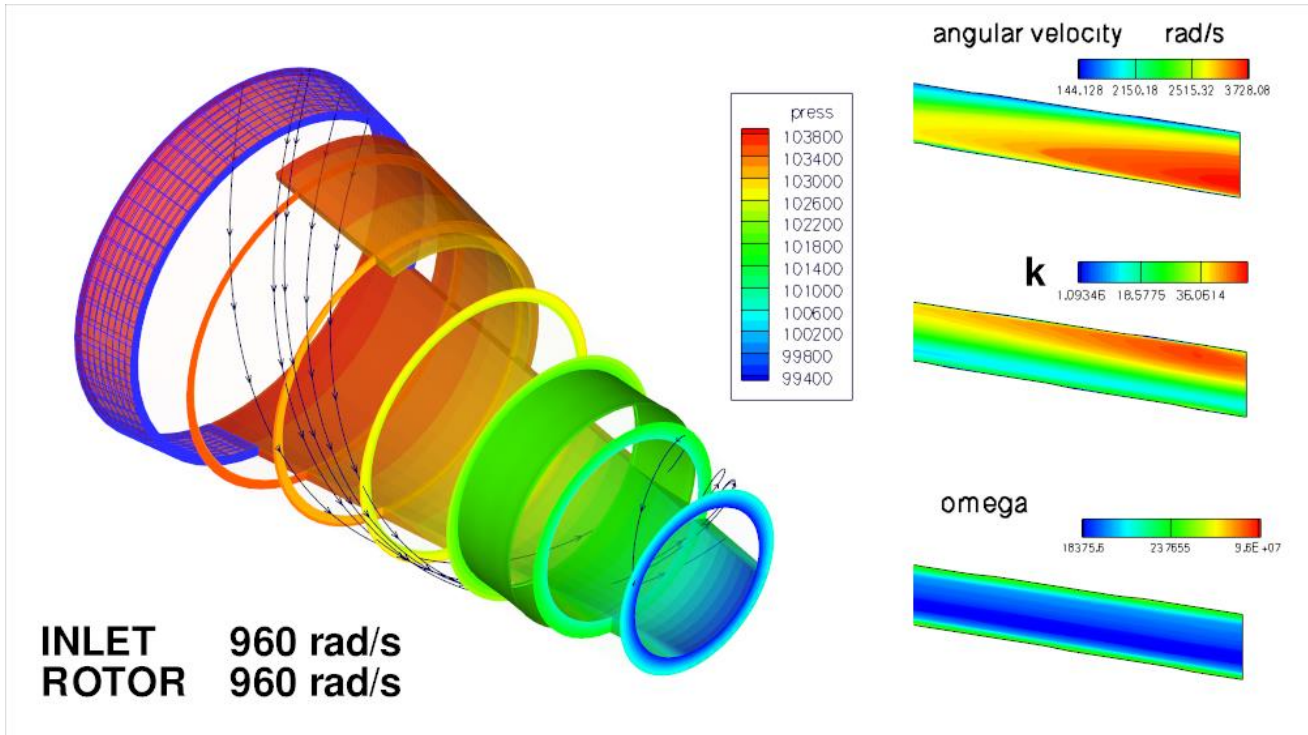 angular velocity rad/s
144.128 2150.18 2515.32 3728.08
press
103800
103400
103000
102600
102200
101800
101400
101000
100600
100200
99800
99400
k
1.09346 18.5775 36.0614
omega
18375.6 237655 9.6E+07
INLET 960 rad/s
ROTOR 960 rad/s